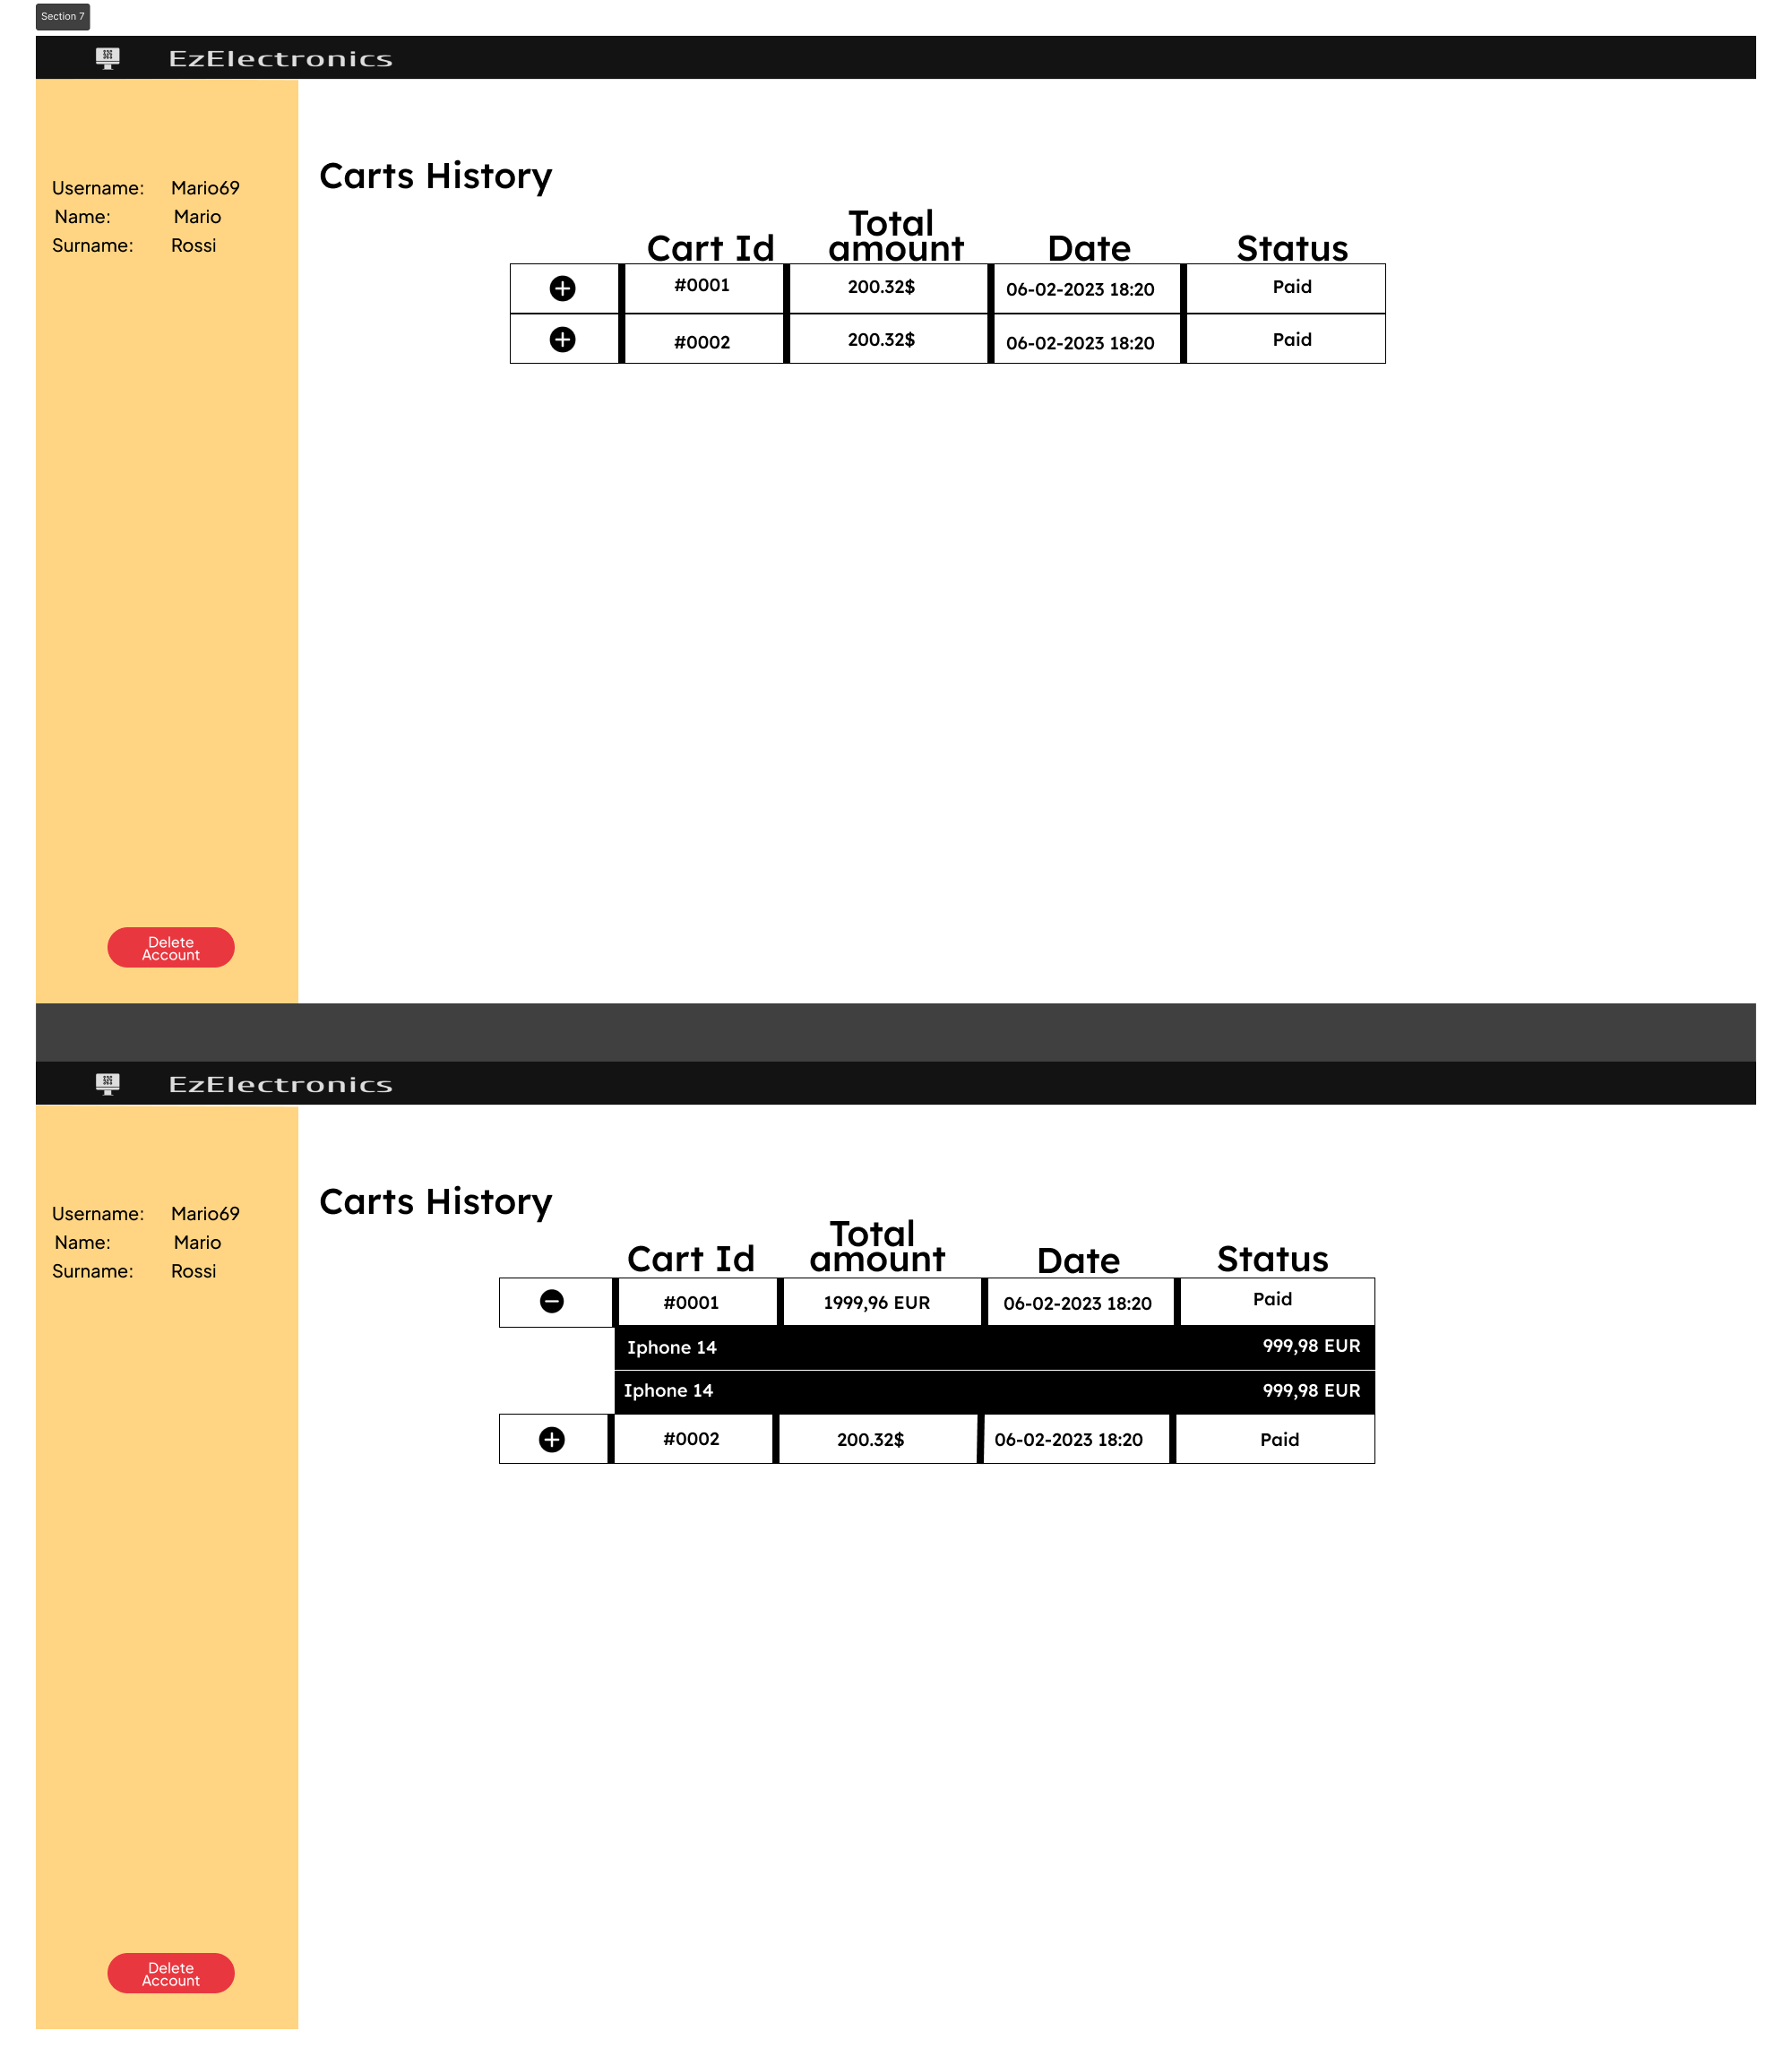 Section 7
EzElectronics
Username: Mario69
Name: Mario
Surname: Rossi
Carts History
Cart Id Total amount Date Status
#0001 200.32$ 06-02-2023 18:20 Paid
#0002 200.32$ 06-02-2023 18:20 Paid
Delete
Account
EzElectronics
Username: Mario69
Name: Mario
Surname: Rossi
Carts History
Cart Id Total amount Date Status
#0001 1999,96 EUR 06-02-2023 18:20 Paid
Iphone 14 999,98 EUR
Iphone 14 999,98 EUR
#0002 200.32$ 06-02-2023 18:20 Paid
Delete
Account